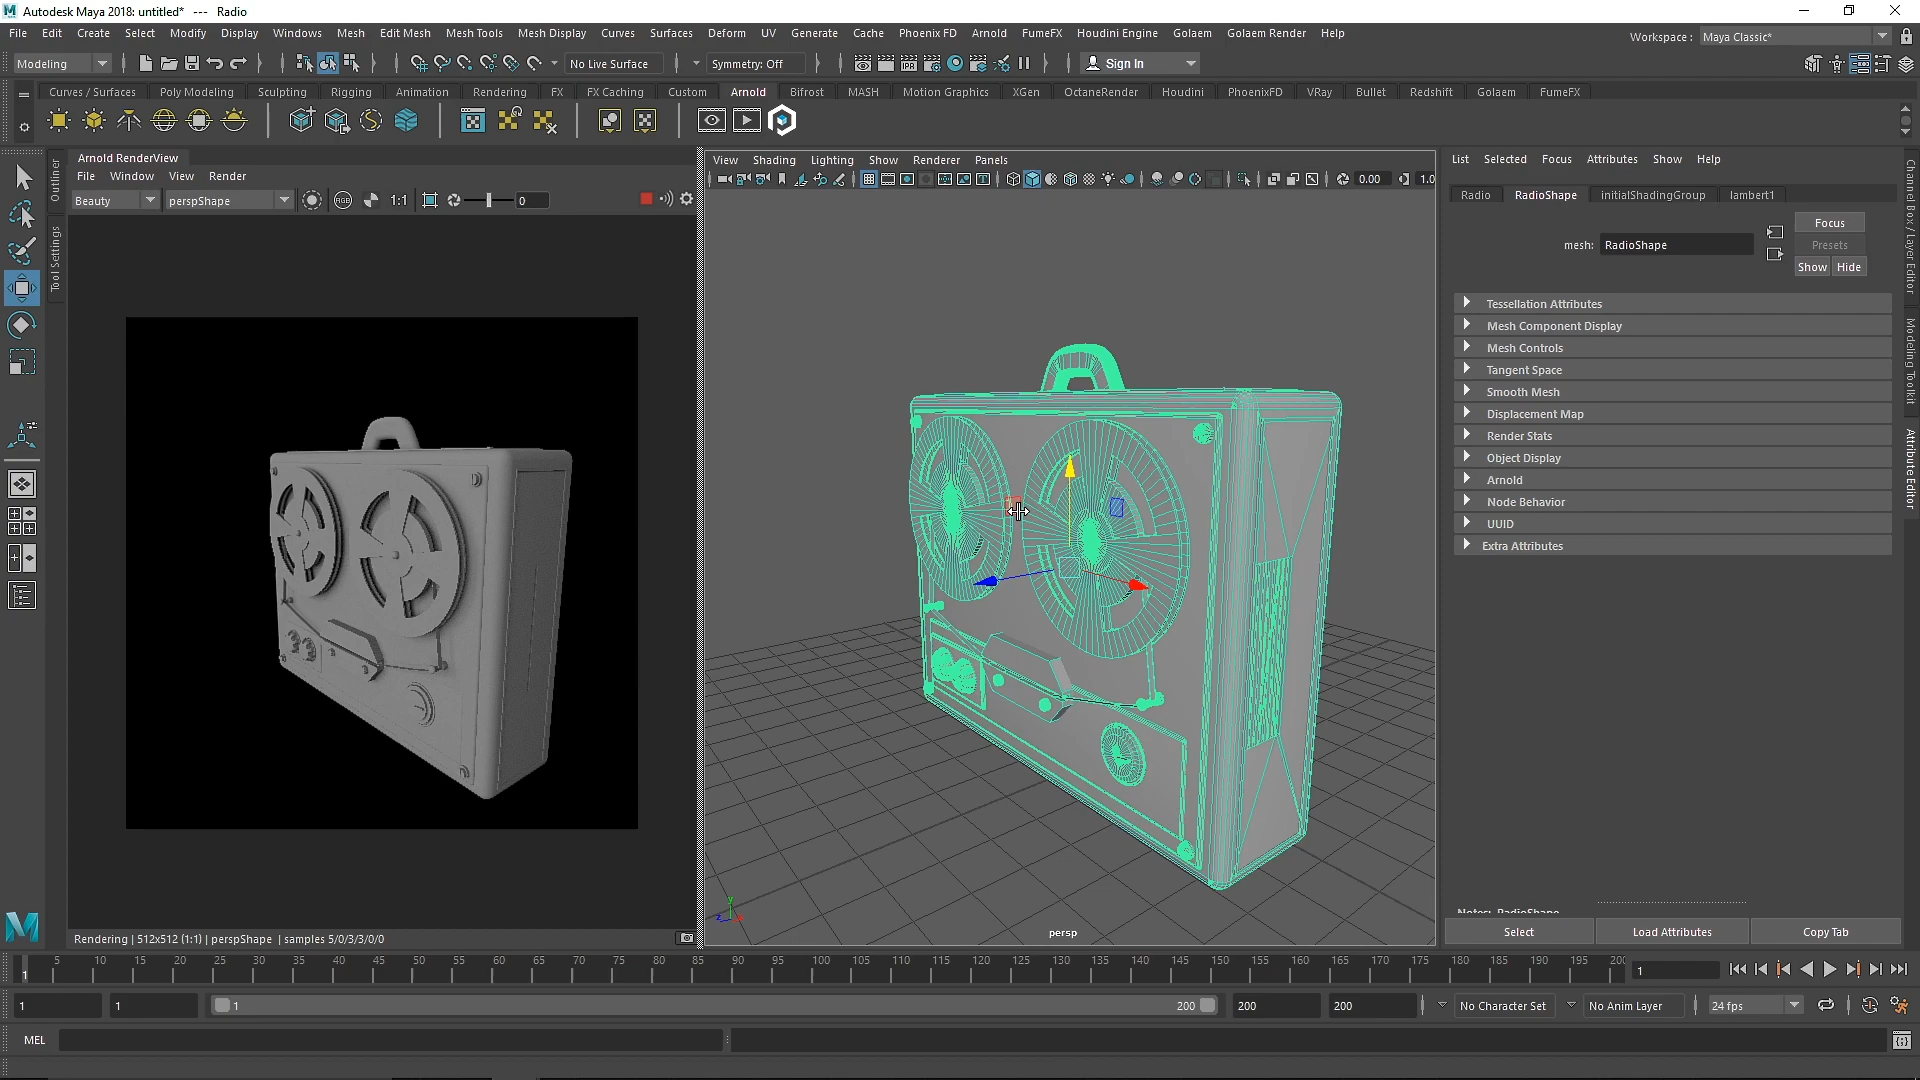 Autodesk Maya 2018: untitled* --- Radio
File Edit Create Select Modify Display Windows Mesh Edit Mesh Mesh Tools Mesh Display Curves Surfaces Deform UV Generate Cache Phoenix FD Arnold FumeFX Houdini Engine Golaem Golaem Render Help
Workspace : Maya Classic*
Modeling No Live Surface Symmetry: Off Sign In
Curves / Surfaces Poly Modeling Sculpting Rigging Animation Rendering FX FX Caching Custom Arnold Bifrost MASH Motion Graphics XGen OctaneRender Houdini PhoenixFD VRay Bullet Redshift Golaem FumeFX
Outliner
Tool Settings
Arnold RenderView
File Window View Render
Beauty perspShape RGB 1:1 0
Rendering | 512x512 (1:1) | perspShape | samples 5/0/3/3/0/0
View Shading Lighting Show Renderer Panels
0.00 1.0
y
z x
persp
List Selected Focus Attributes Show Help
Radio RadioShape initialShadingGroup lambert1
mesh: RadioShape
Focus
Presets
Show Hide
Tessellation Attributes
Mesh Component Display
Mesh Controls
Tangent Space
Smooth Mesh
Displacement Map
Render Stats
Object Display
Arnold
Node Behavior
UUID
Extra Attributes
Notes: RadioShape
Select Load Attributes Copy Tab
Channel Box / Layer Editor
Modeling Toolkit
Attribute Editor
5 10 15 20 25 30 35 40 45 50 55 60 65 70 75 80 85 90 95 100 105 110 115 120 125 130 135 140 145 150 155 160 165 170 175 180 185 190 195 200
1 1
1 1 1 200 200 200 No Character Set No Anim Layer 24 fps
MEL